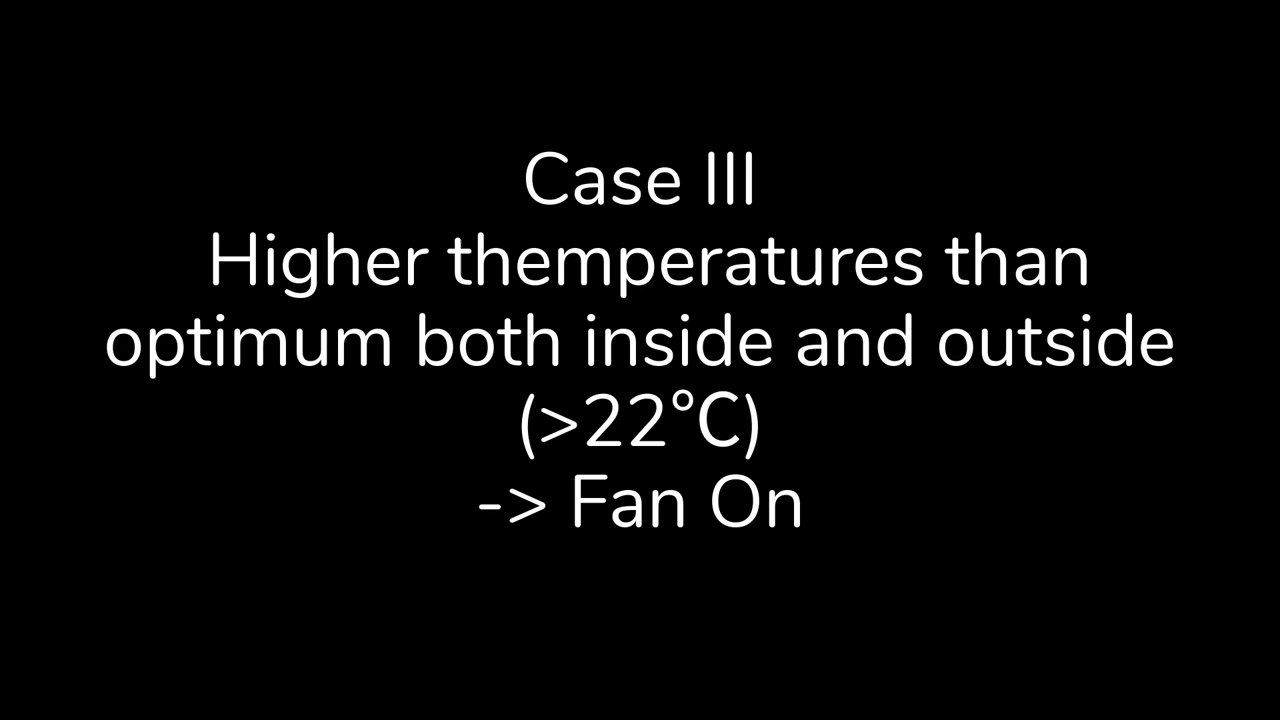 Case III
Higher themperatures than
optimum both inside and outside
(>22°C)
-> Fan On